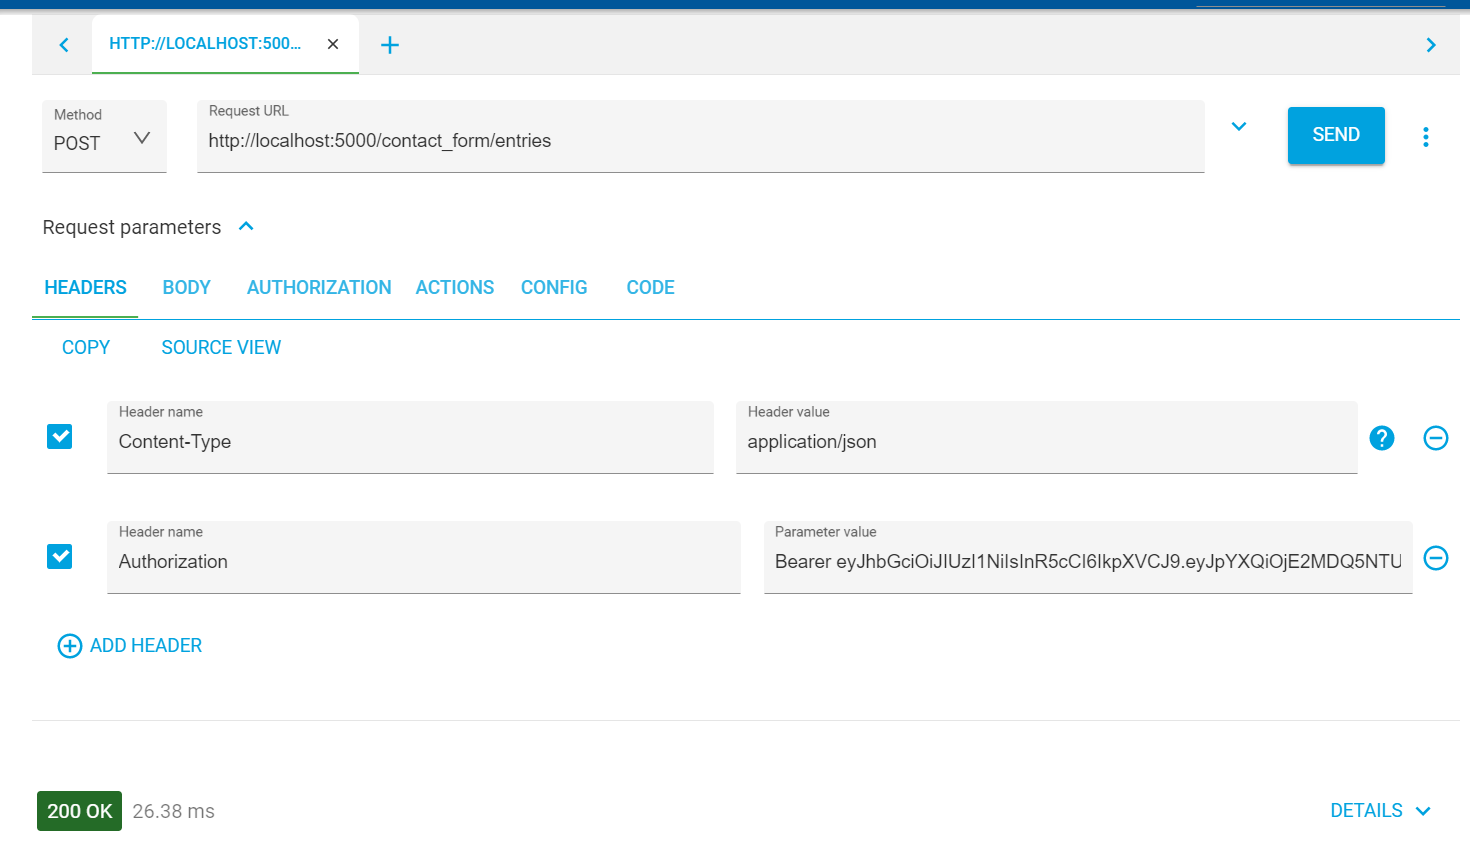 HTTP://LOCALHOST:500...
Method
POST
Request URL
http://localhost:5000/contact_form/entries
SEND
Request parameters
HEADERS BODY AUTHORIZATION ACTIONS CONFIG CODE
COPY SOURCE VIEW
Header name
Content-Type
Header value
application/json
Header name
Authorization
Parameter value
Bearer eyJhbGciOiJIUzI1NiIsInR5cCI6IkpXVCJ9.eyJpYXQiOjE2MDQ5NTU
ADD HEADER
200 OK 26.38 ms
DETAILS